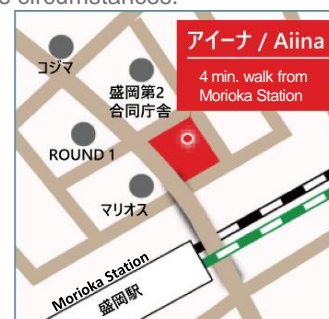 e circumstances.
アイーナ / Aiina
4 min. walk from
Morioka Station
コジマ
盛岡第2
合同庁舎
ROUND 1
マリオス
Morioka Station
盛岡駅